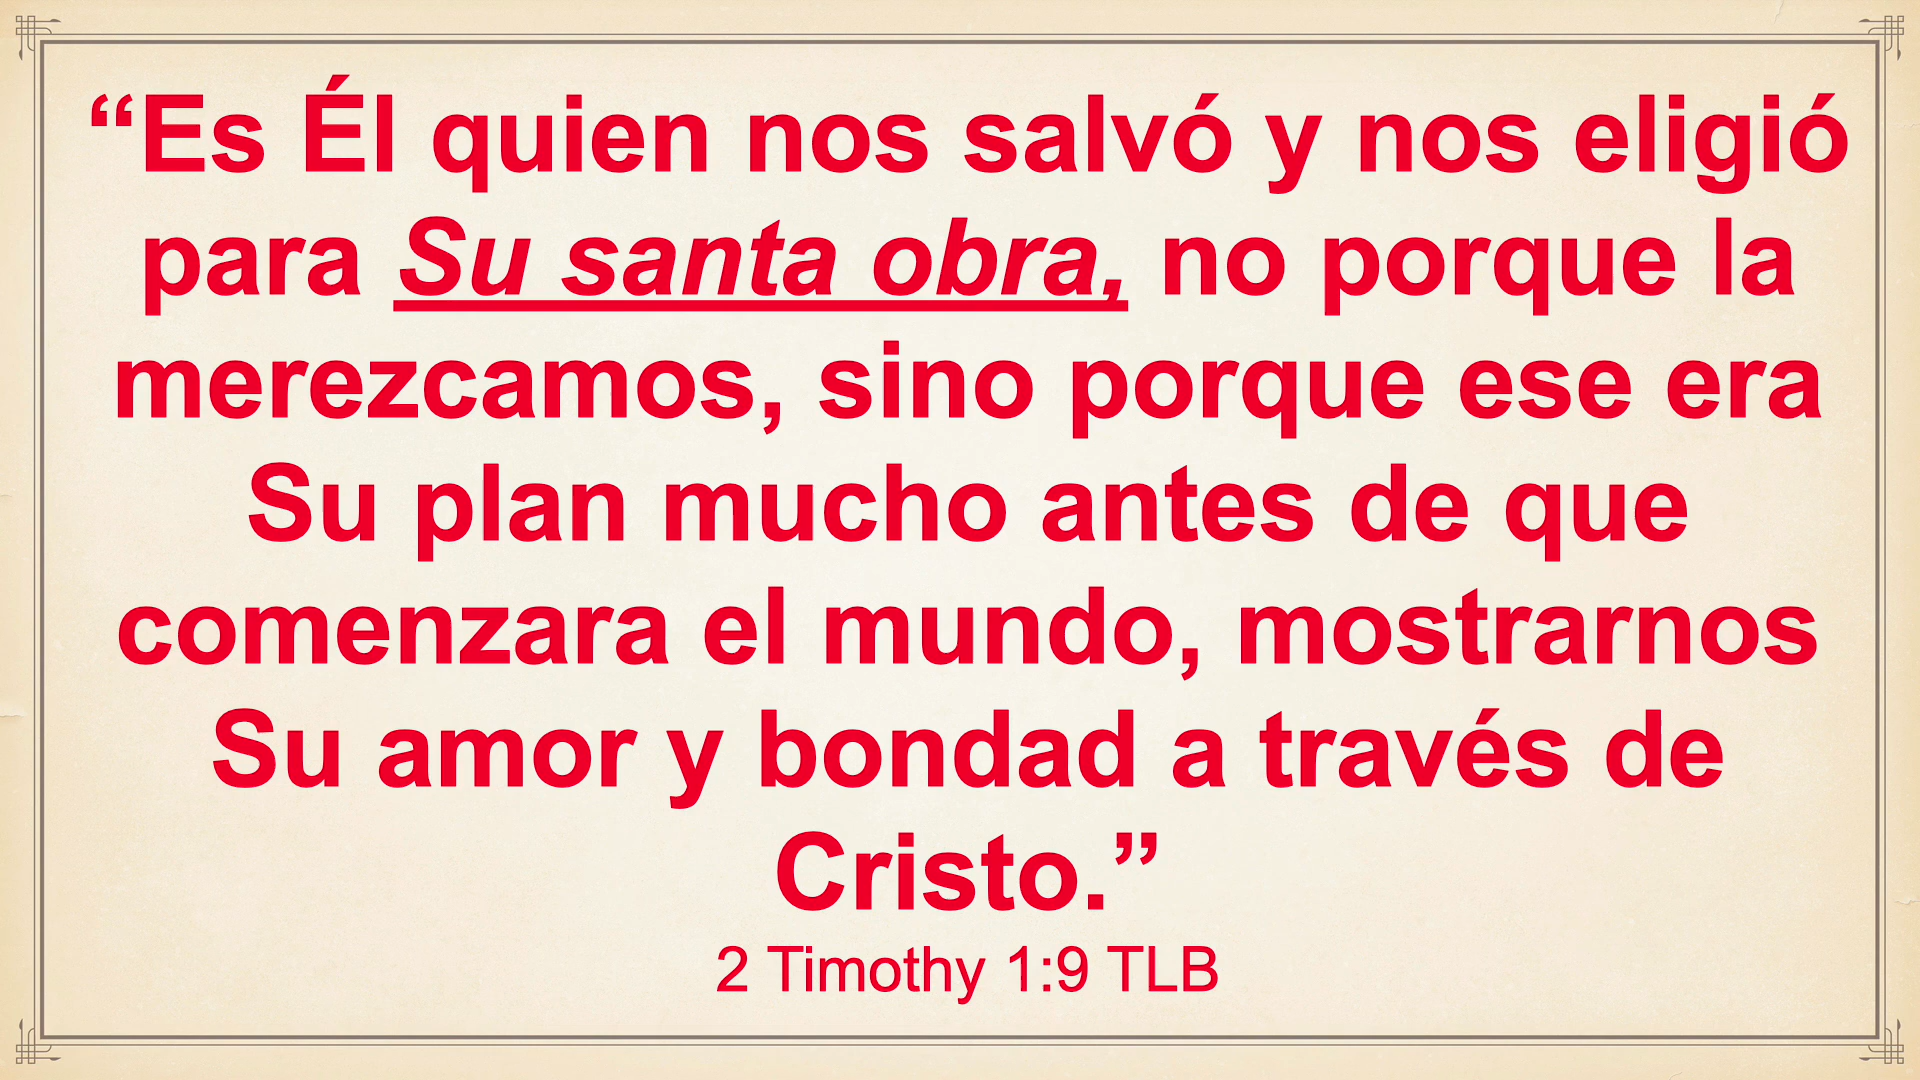 “Es Él quien nos salvó y nos eligió
para Su santa obra, no porque la
merezcamos, sino porque ese era
Su plan mucho antes de que
comenzara el mundo, mostrarnos
Su amor y bondad a través de
Cristo.”
2 Timothy 1:9 TLB